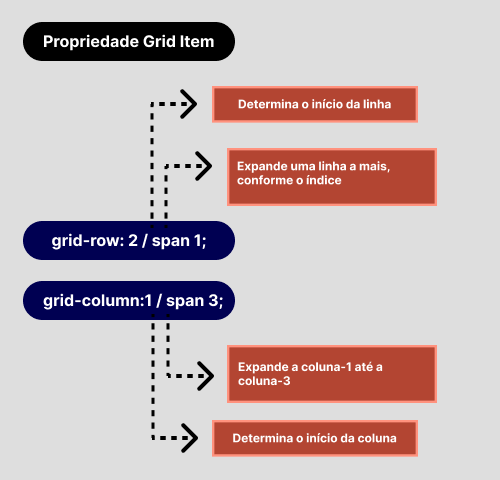 Propriedade Grid Item
Determina o início da linha
Expande uma linha a mais,
conforme o índice
grid-row: 2 / span 1;
grid-column:1 / span 3;
Expande a coluna-1 até a
coluna-3
Determina o início da coluna